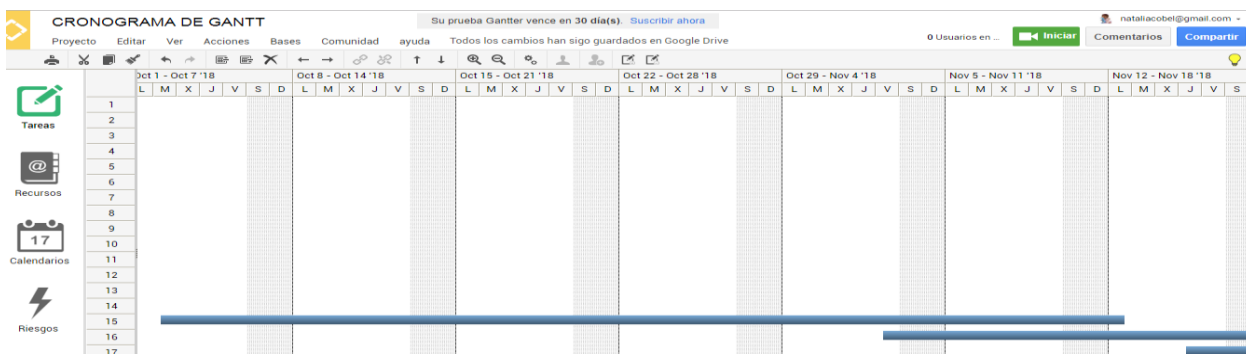 CRONOGRAMA DE GANTT
Su prueba Gantter vence en 30 día(s). Suscribir ahora
nataliacobel@gmail.com
Proyecto Editar Ver Acciones Bases Comunidad ayuda Todos los cambios han sigo guardados en Google Drive
0 Usuarios en ... Iniciar Comentarios Compartir
Oct 1 - Oct 7 '18 Oct 8 - Oct 14 '18 Oct 15 - Oct 21 '18 Oct 22 - Oct 28 '18 Oct 29 - Nov 4 '18 Nov 5 - Nov 11 '18 Nov 12 - Nov 18 '18
L M X J V S D L M X J V S D L M X J V S D L M X J V S D L M X J V S D L M X J V S D L M X J V S
Tareas
Recursos
17
Calendarios
Riesgos
1
2
3
4
5
6
7
8
9
10
11
12
13
14
15
16
17